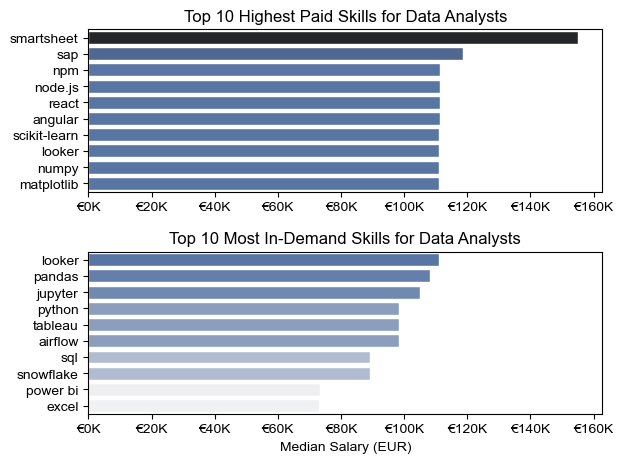 Top 10 Highest Paid Skills for Data Analysts
smartsheet
sap
npm
node.js
react
angular
scikit-learn
looker
numpy
matplotlib
€0K €20K €40K €60K €80K €100K €120K €140K €160K
Top 10 Most In-Demand Skills for Data Analysts
looker
pandas
jupyter
python
tableau
airflow
sql
snowflake
power bi
excel
€0K €20K €40K €60K €80K €100K €120K €140K €160K
Median Salary (EUR)